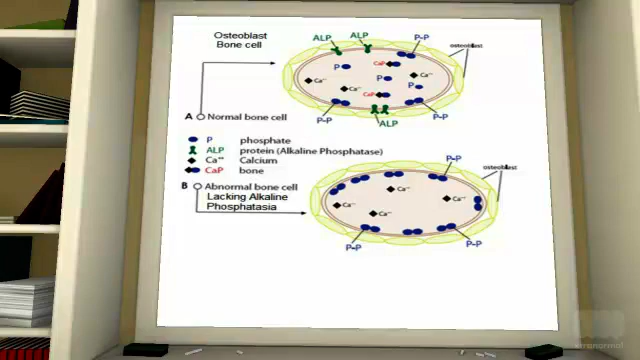 Osteoblast
Bone cell
ALP
ALP
P-P
osteoblast
P
CaP
Ca⁺⁺
P
Ca⁺⁺
Ca⁺⁺
P
CaP
P-P
ALP
P-P
A Normal bone cell
P phosphate
ALP protein (Alkaline Phosphatase)
Ca⁺⁺ Calcium
CaP bone
P-P
osteoblast
B Abnormal bone cell
Lacking Alkaline
Phosphatasia
Ca⁺⁺
Ca⁺⁺
Ca⁺⁺
Ca⁺⁺
P-P
P-P
xtranormal